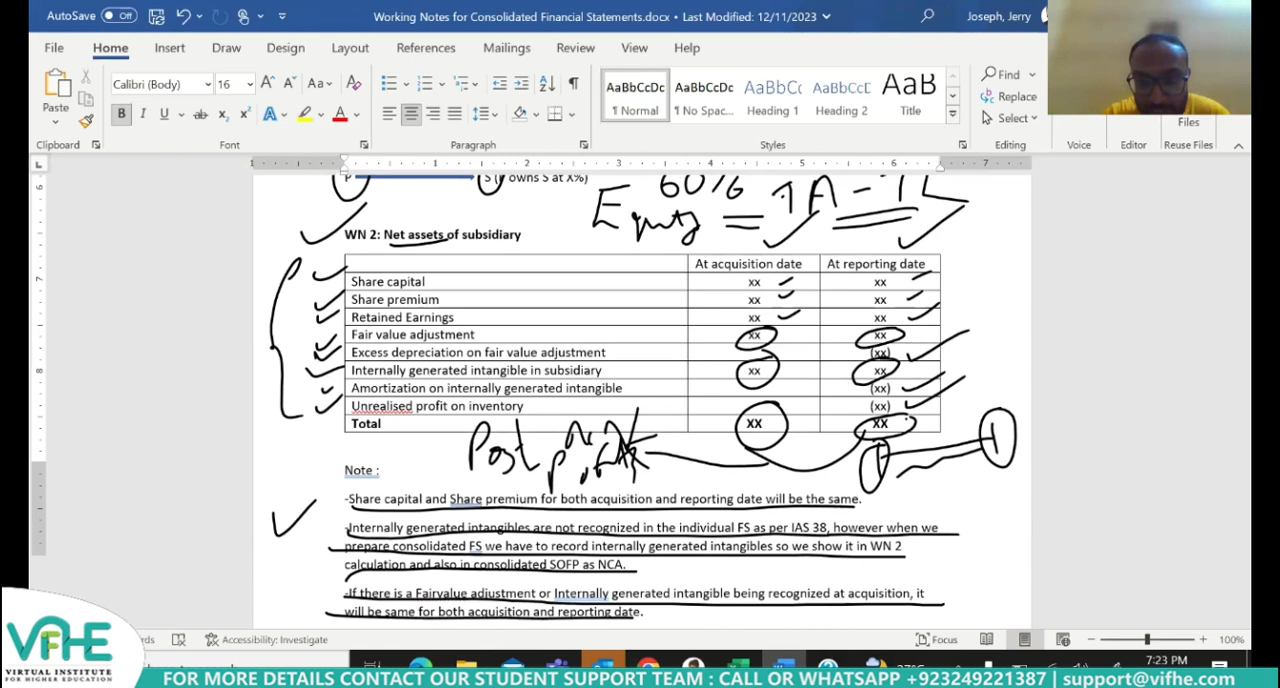 AutoSave Off Working Notes for Consolidated Financial Statements.docx • Last Modified: 12/11/2023 Joseph, Jerry
File Home Insert Draw Design Layout References Mailings Review View Help
Paste Calibri (Body) 16 AaBbCcDc AaBbCcDc AaBbCc AaBbCcD AaB Find
¶ Normal ¶ No Spac... Heading 1 Heading 2 Title Replace
Select Files
Clipboard Font Paragraph Styles Editing Voice Editor Reuse Files
1 1 2 3 4 5 6 7
P S (P owns S at X%)
60%
Equity = TA - TL
WN 2: Net assets of subsidiary
At acquisition date At reporting date
Share capital xx xx
Share premium xx xx
Retained Earnings xx xx
Fair value adjustment xx xx
Excess depreciation on fair value adjustment (xx)
Internally generated intangible in subsidiary xx xx
Amortization on internally generated intangible (xx)
Unrealised profit on inventory (xx)
Total XX XX
Post
Note :
-Share capital and Share premium for both acquisition and reporting date will be the same.
-Internally generated intangibles are not recognized in the individual FS as per IAS 38, however when we
prepare consolidated FS we have to record internally generated intangibles so we show it in WN 2
calculation and also in consolidated SOFP as NCA.
-If there is a Fairvalue adjustment or Internally generated intangible being recognized at acquisition, it
will be same for both acquisition and reporting date.
Accessibility: Investigate Focus 100%
7:23 PM
VIFHE
VIRTUAL INSTITUTE
FOR HIGHER EDUCATION
FOR MORE DETAILS CONTACT OUR STUDENT SUPPORT TEAM : CALL OR WHATSAPP +923249221387 | support@vifhe.com